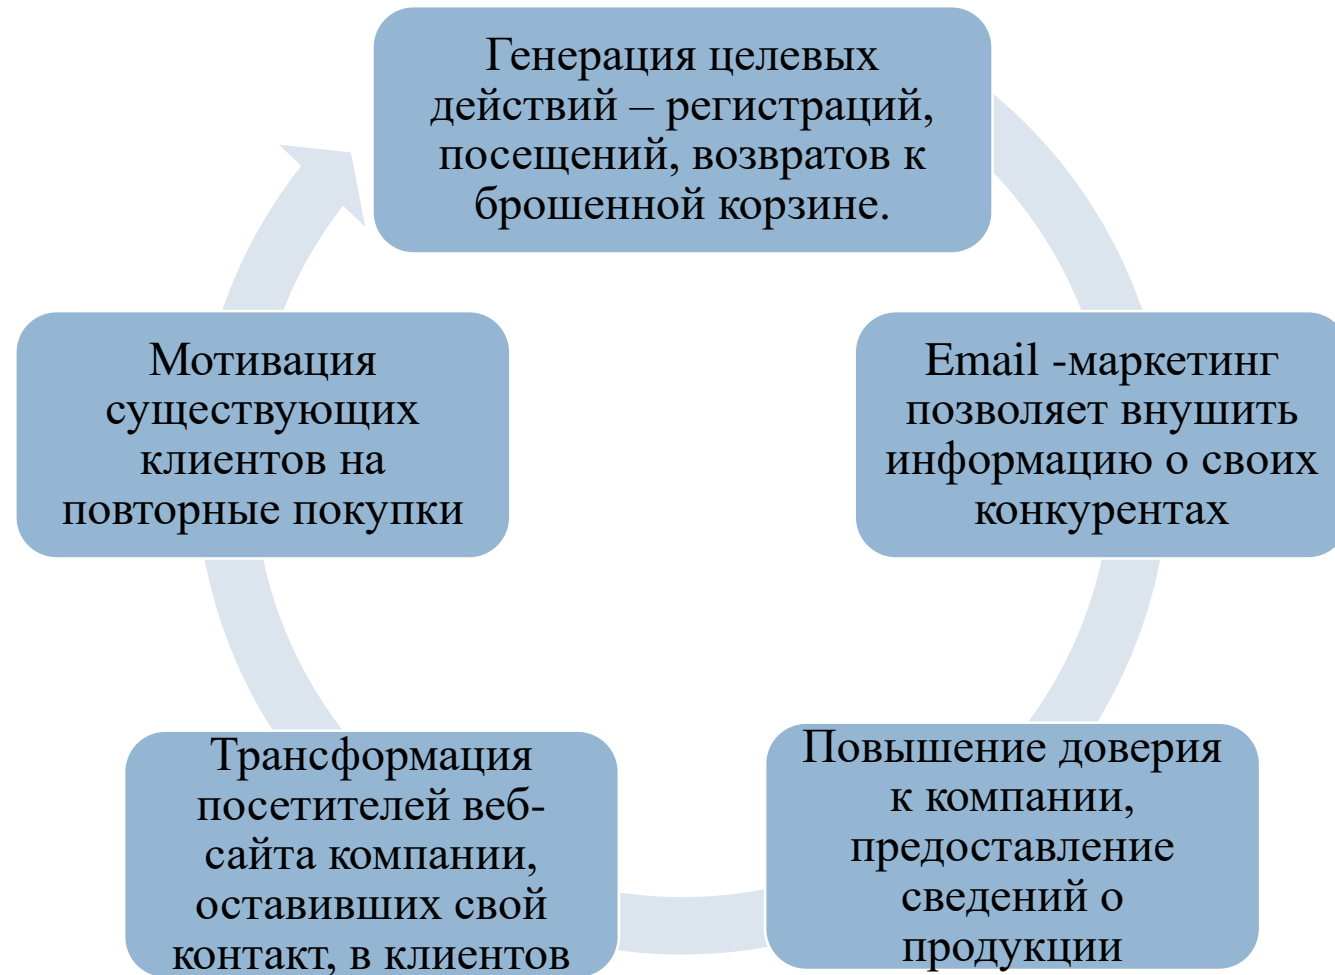 Генерация целевых
действий – регистраций,
посещений, возвратов к
брошенной корзине.
Email -маркетинг
позволяет внушить
информацию о своих
конкурентах
Повышение доверия
к компании,
предоставление
сведений о
продукции
Трансформация
посетителей веб-
сайта компании,
оставивших свой
контакт, в клиентов
Мотивация
существующих
клиентов на
повторные покупки